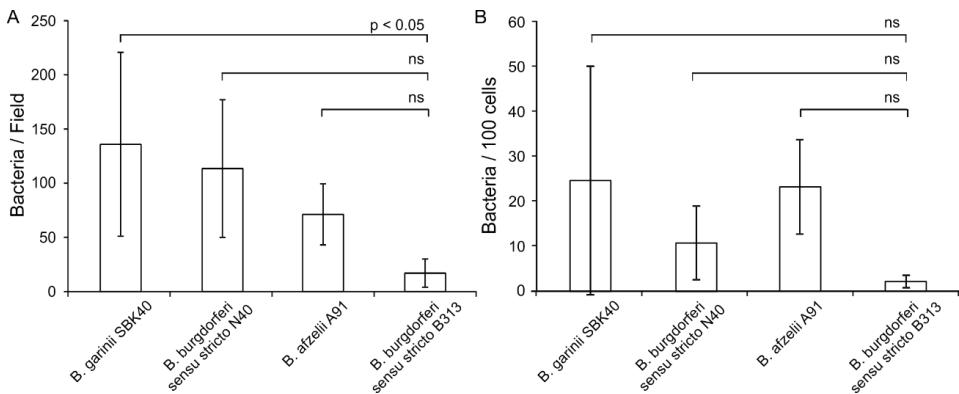 A
Bacteria / Field
250
200
150
100
50
0
p < 0.05
ns
ns
B. garinii SBK40
B. burgdorferi
sensu stricto N40
B. afzelii A91
B. burgdorferi
sensu stricto B313
B
Bacteria / 100 cells
60
50
40
30
20
10
0
ns
ns
ns
B. garinii SBK40
B. burgdorferi
sensu stricto N40
B. afzelii A91
B. burgdorferi
sensu stricto B313